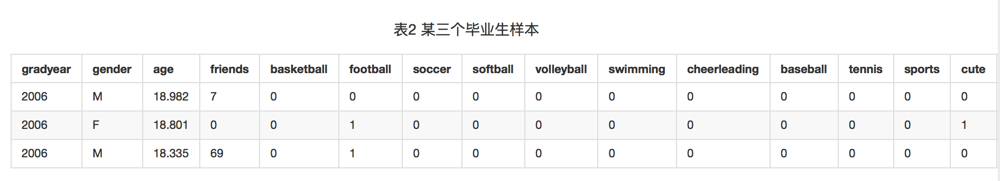 表2 某三个毕业生样本
gradyear gender age friends basketball football soccer softball volleyball swimming cheerleading baseball tennis sports cute
2006 M 18.982 7 0 0 0 0 0 0 0 0 0 0 0
2006 F 18.801 0 0 1 0 0 0 0 0 0 0 0 1
2006 M 18.335 69 0 1 0 0 0 0 0 0 0 0 0